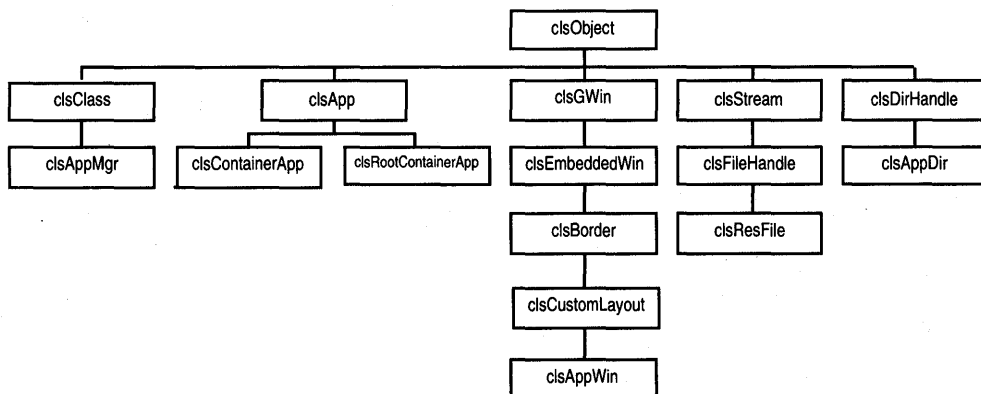 clsObject
clsClass
clsApp
clsGWin
clsStream
clsDirHandle
clsAppMgr
clsContainerApp
clsRootContainerApp
clsEmbeddedWin
clsFileHandle
clsAppDir
clsBorder
clsResFile
clsCustomLayout
clsAppWin